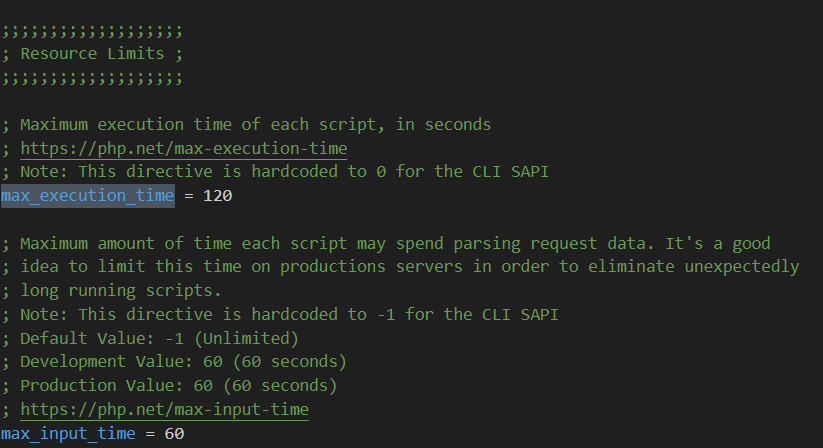 ;;;;;;;;;;;;;;;;;;;
; Resource Limits ;
;;;;;;;;;;;;;;;;;;;
; Maximum execution time of each script, in seconds
; https://php.net/max-execution-time
; Note: This directive is hardcoded to 0 for the CLI SAPI
max_execution_time = 120
; Maximum amount of time each script may spend parsing request data. It's a good
; idea to limit this time on productions servers in order to eliminate unexpectedly
; long running scripts.
; Note: This directive is hardcoded to -1 for the CLI SAPI
; Default Value: -1 (Unlimited)
; Development Value: 60 (60 seconds)
; Production Value: 60 (60 seconds)
; https://php.net/max-input-time
max_input_time = 60